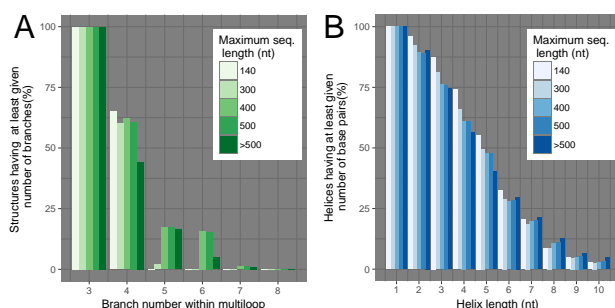 A
Structures having at least given
number of branches(%)
100
75
50
25
0
3 4 5 6 7 8
Branch number within multiloop
Maximum seq.
length (nt)
140
300
400
500
>500
B
Helices having at least given
number of base pairs(%)
100
75
50
25
0
1 2 3 4 5 6 7 8 9 10
Helix length (nt)
Maximum seq.
length (nt)
140
300
400
500
>500